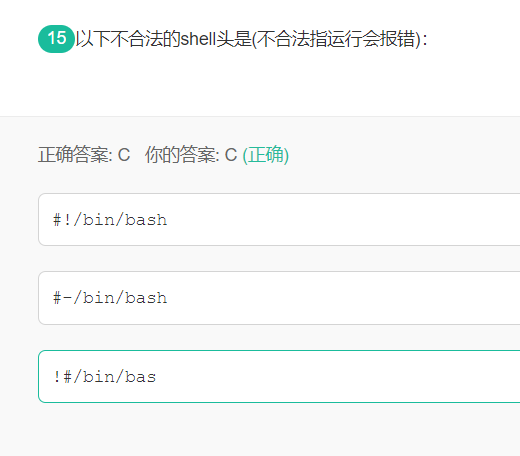 15 以下不合法的shell头是(不合法指运行会报错)：
正确答案: C 你的答案: C (正确)
#!/bin/bash
#-/bin/bash
!#/bin/bas